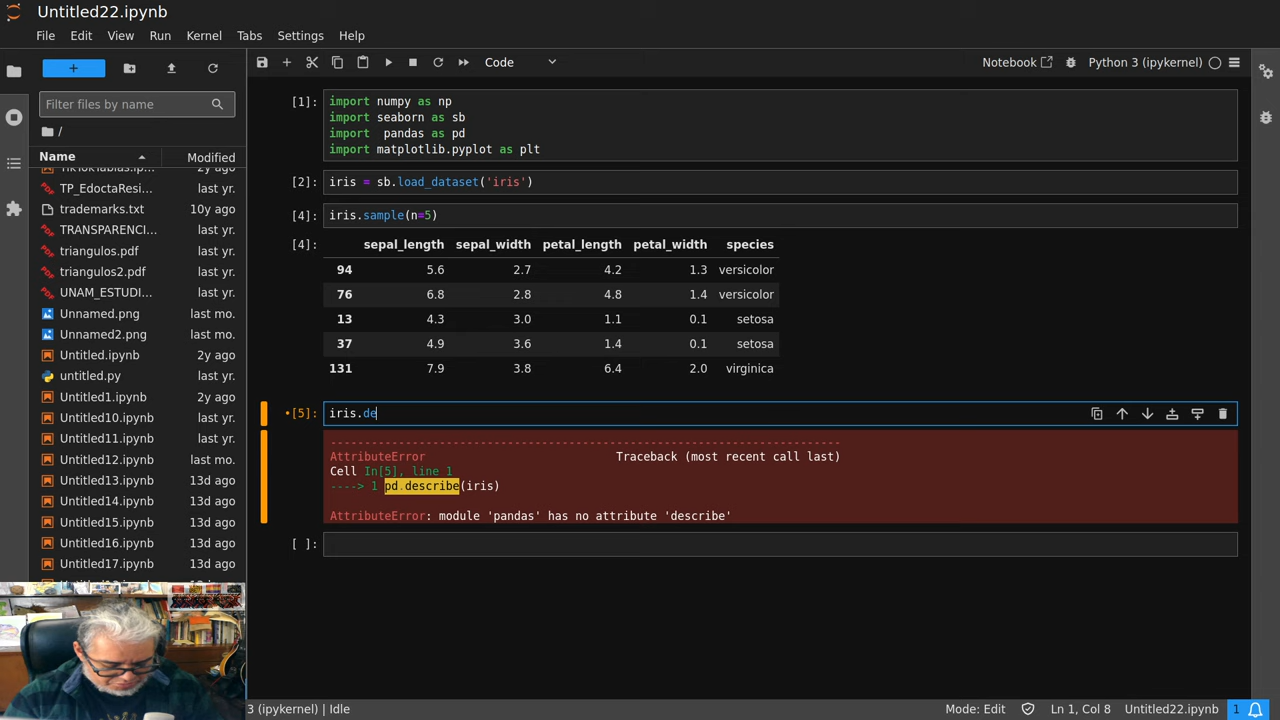 Untitled22.ipynb
File Edit View Run Kernel Tabs Settings Help
Code
Notebook
Python 3 (ipykernel)
Filter files by name
/
Name Modified
TP_EdoctaResi... last yr.
trademarks.txt 10y ago
TRANSPARENCI... last yr.
triangulos.pdf last yr.
triangulos2.pdf last yr.
UNAM_ESTUDI... last yr.
Unnamed.png last mo.
Unnamed2.png last mo.
Untitled.ipynb 2y ago
untitled.py last yr.
Untitled1.ipynb 2y ago
Untitled10.ipynb last yr.
Untitled11.ipynb last yr.
Untitled12.ipynb last mo.
Untitled13.ipynb 13d ago
Untitled14.ipynb 13d ago
Untitled15.ipynb 13d ago
Untitled16.ipynb 13d ago
Untitled17.ipynb 13d ago
[1]: import numpy as np
import seaborn as sb
import  pandas as pd
import matplotlib.pyplot as plt
[2]: iris = sb.load_dataset('iris')
[4]: iris.sample(n=5)
[4]: sepal_length sepal_width petal_length petal_width species
94 5.6 2.7 4.2 1.3 versicolor
76 6.8 2.8 4.8 1.4 versicolor
13 4.3 3.0 1.1 0.1 setosa
37 4.9 3.6 1.4 0.1 setosa
131 7.9 3.8 6.4 2.0 virginica
•[5]: iris.de
---------------------------------------------------------------------------
AttributeError Traceback (most recent call last)
Cell In[5], line 1
----> 1 pd.describe(iris)
AttributeError: module 'pandas' has no attribute 'describe'
[ ]:
3 (ipykernel) | Idle
Mode: Edit
Ln 1, Col 8
Untitled22.ipynb
1